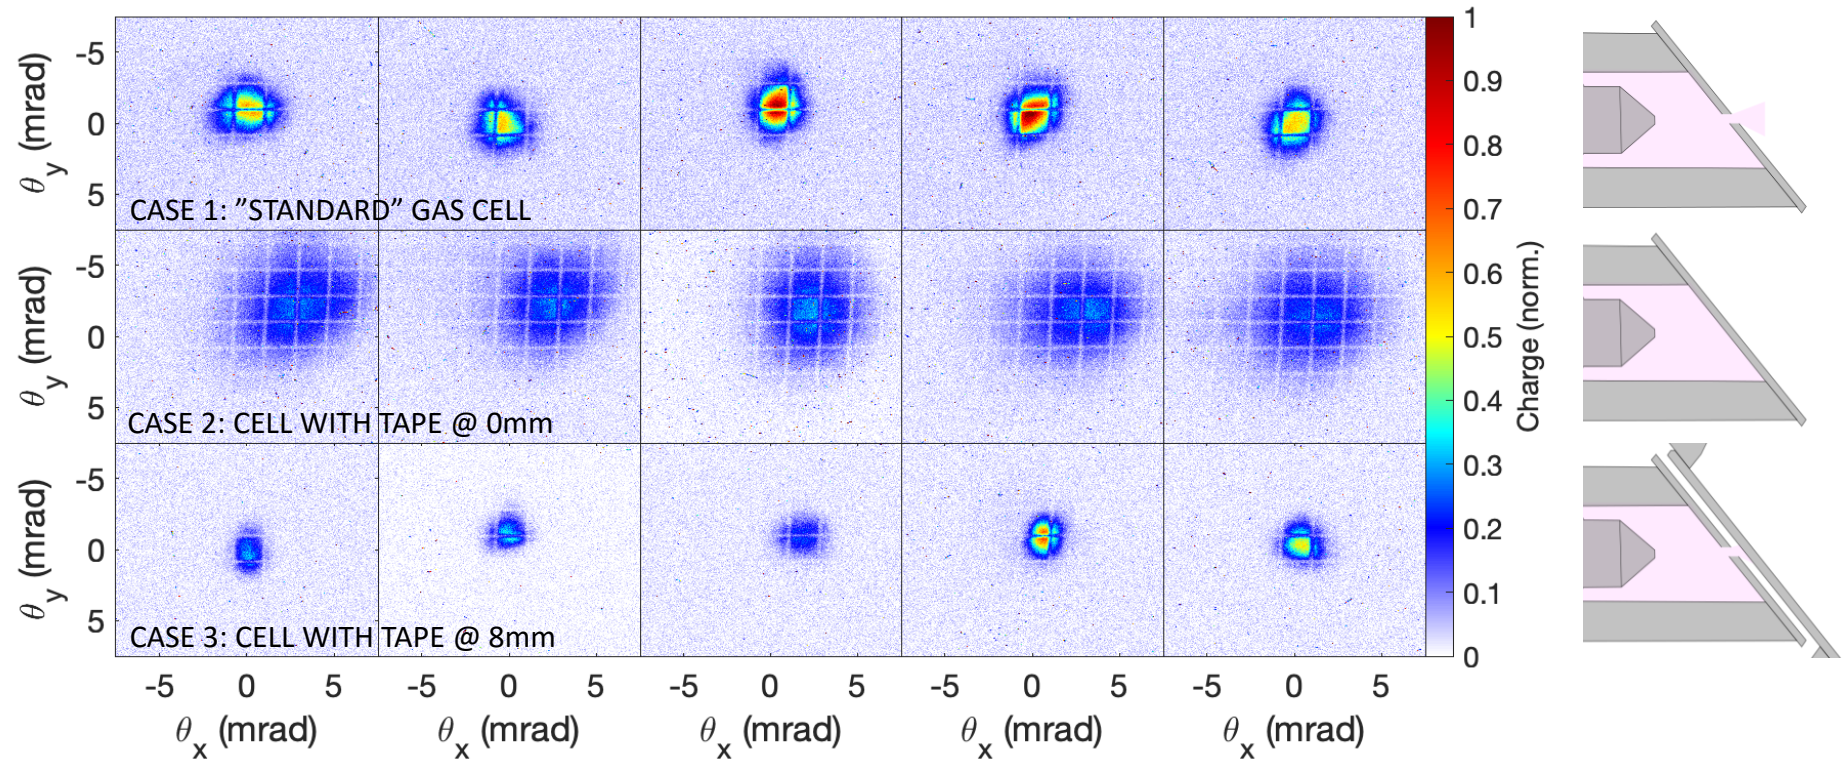 -5
0
5
θy (mrad)
CASE 1: ”STANDARD” GAS CELL
-5
0
5
θy (mrad)
CASE 2: CELL WITH TAPE @ 0mm
-5
0
5
θy (mrad)
CASE 3: CELL WITH TAPE @ 8mm
-5 0 5 -5 0 5 -5 0 5 -5 0 5 -5 0 5
θx (mrad) θx (mrad) θx (mrad) θx (mrad) θx (mrad)
1
0.9
0.8
0.7
0.6
0.5
0.4
0.3
0.2
0.1
0
Charge (norm.)